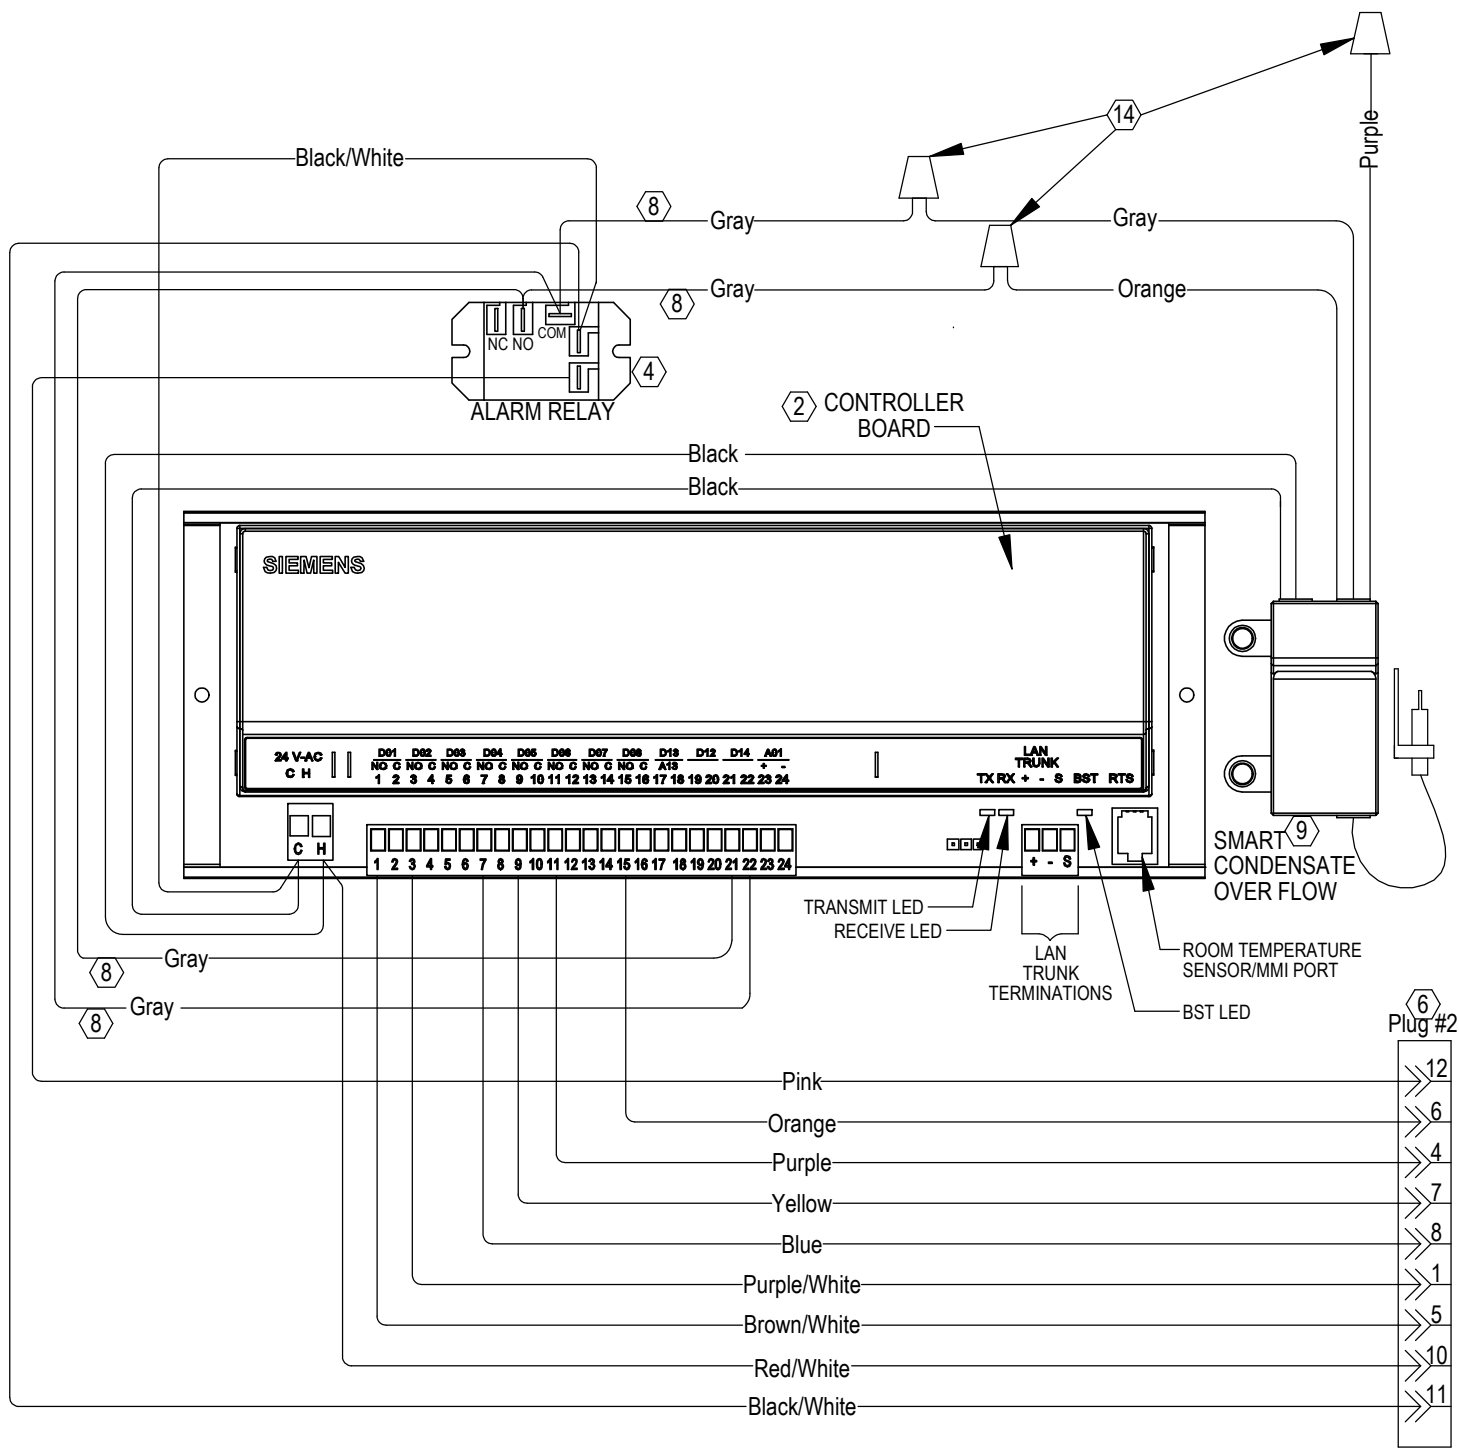 14
Purple
Black/White
8
Gray
Gray
8
Gray
Orange
NC NO
COM
4
ALARM RELAY
2
CONTROLLER
BOARD
Black
Black
SIEMENS
24 V-AC
C H
D01 D02 D03 D04 D05 D06 D07 D08 D13 D12 D14 A01
NO C NO C NO C NO C NO C NO C NO C NO C A13 + -
1 2 3 4 5 6 7 8 9 10 11 12 13 14 15 16 17 18 19 20 21 22 23 24
LAN
TRUNK
TX RX + - S BST RTS
C H
1 2 3 4 5 6 7 8 9 10 11 12 13 14 15 16 17 18 19 20 21 22 23 24
+ - S
9
SMART
CONDENSATE
OVER FLOW
TRANSMIT LED
RECEIVE LED
LAN
TRUNK
TERMINATIONS
ROOM TEMPERATURE
SENSOR/MMI PORT
BST LED
8
Gray
8
Gray
6
Plug #2
Pink
12
Orange
6
Purple
4
Yellow
7
Blue
8
Purple/White
1
Brown/White
5
Red/White
10
Black/White
11